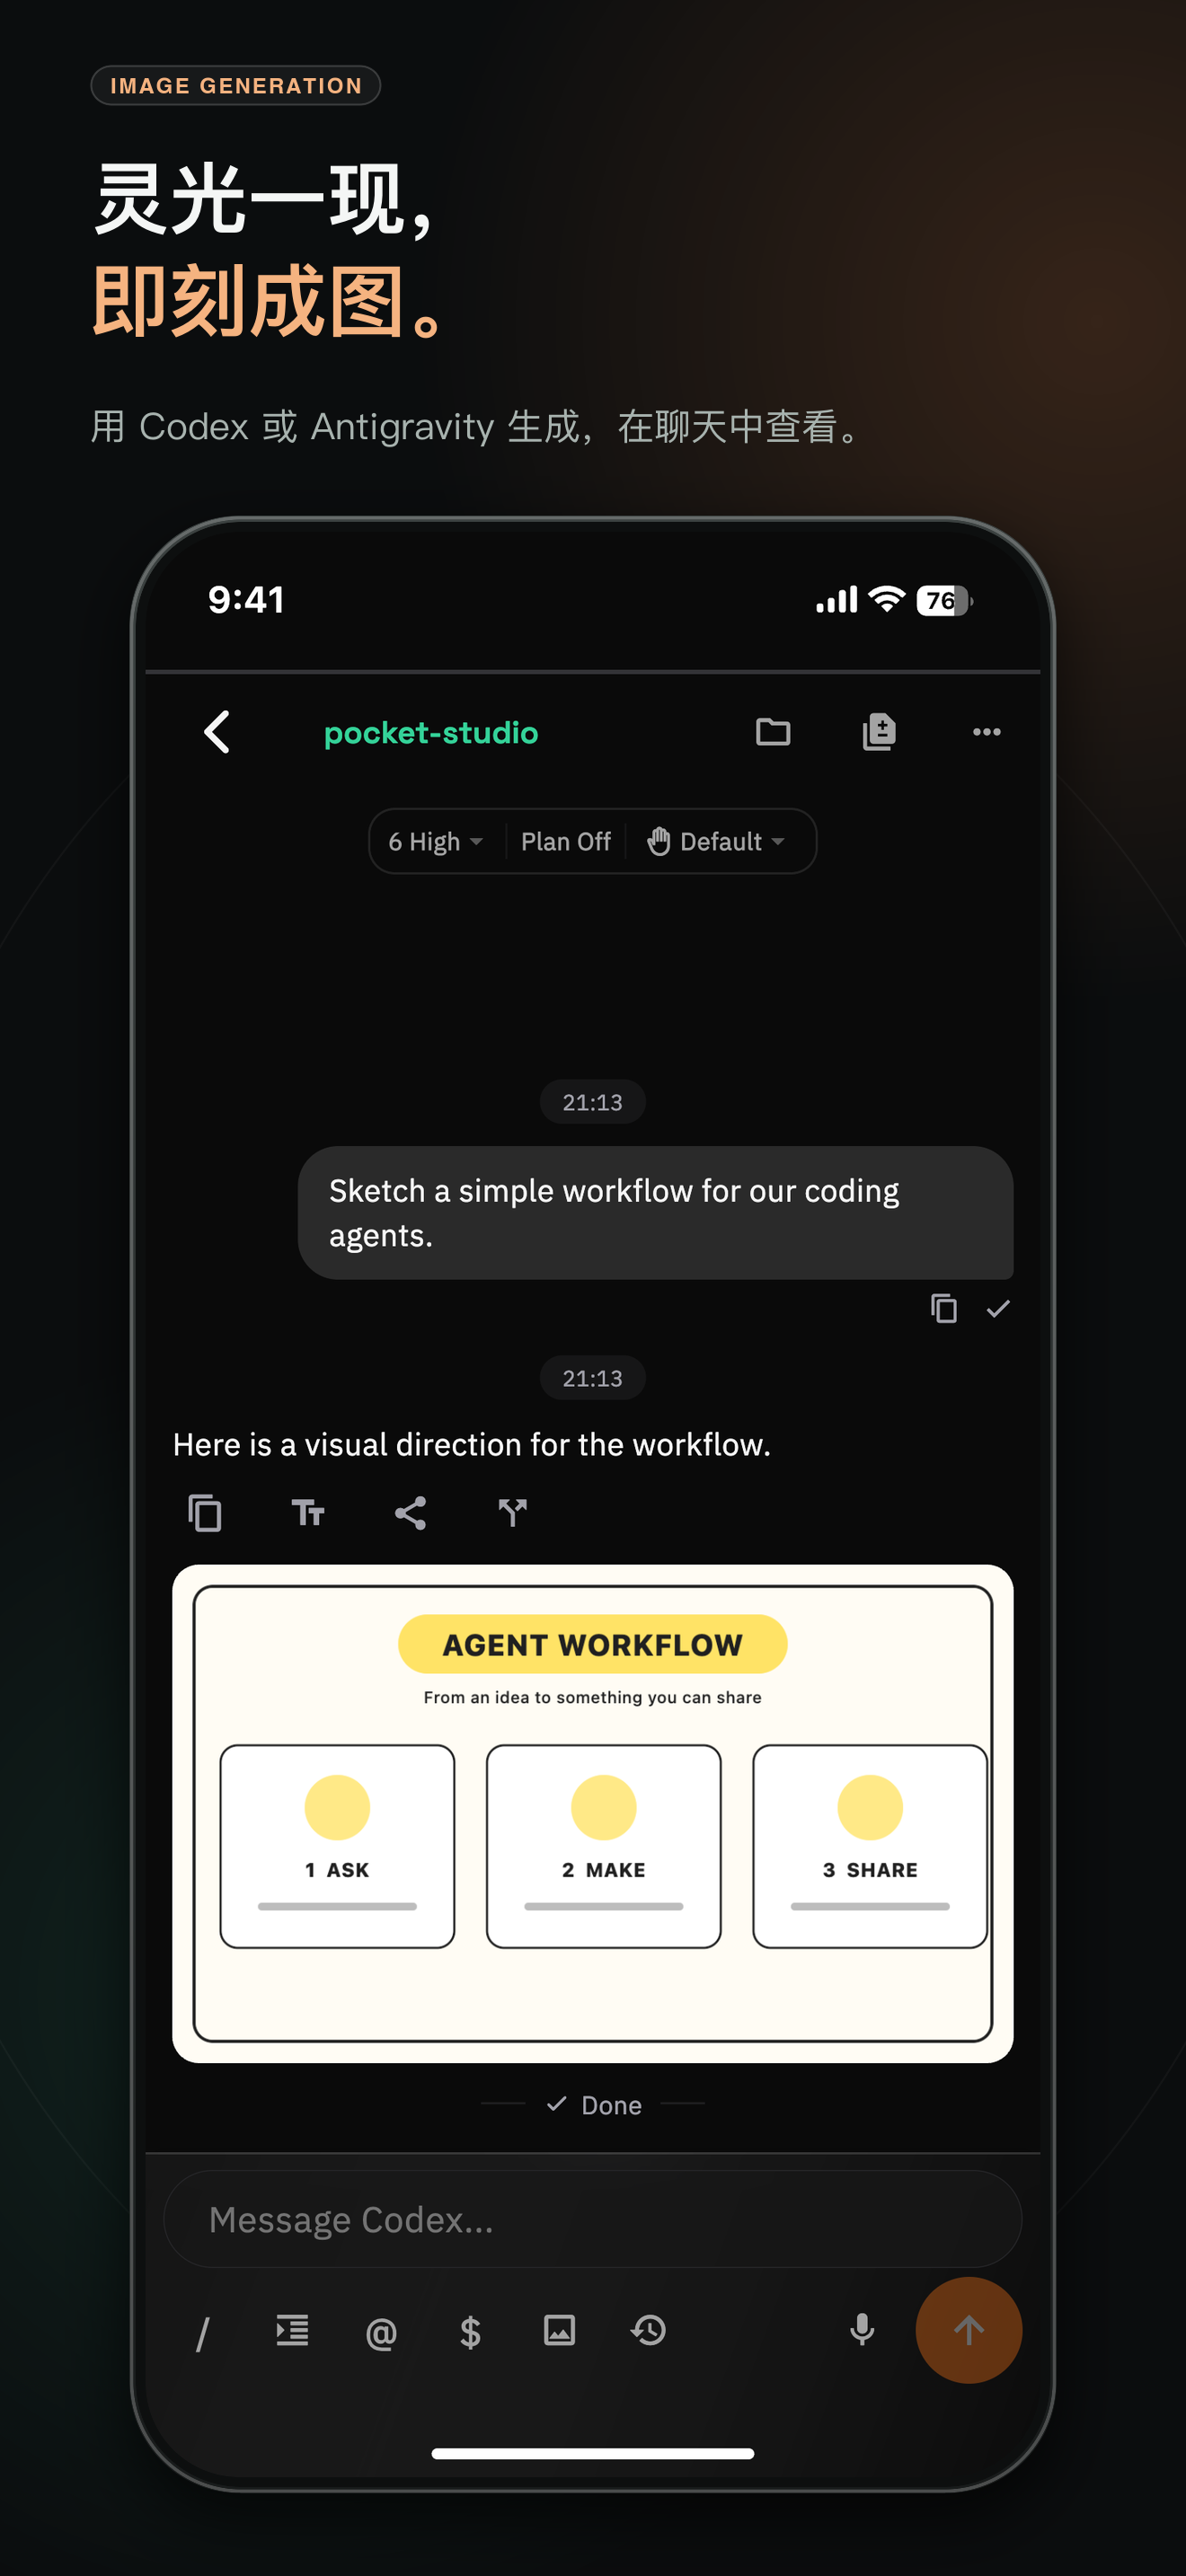 IMAGE GENERATION
灵光一现，
即刻成图。
用 Codex 或 Antigravity 生成，在聊天中查看。
9:41
76
pocket-studio
6 High
Plan Off
Default
21:13
Sketch a simple workflow for our coding
agents.
21:13
Here is a visual direction for the workflow.
AGENT WORKFLOW
From an idea to something you can share
1 ASK
2 MAKE
3 SHARE
Done
Message Codex...
/ @ $